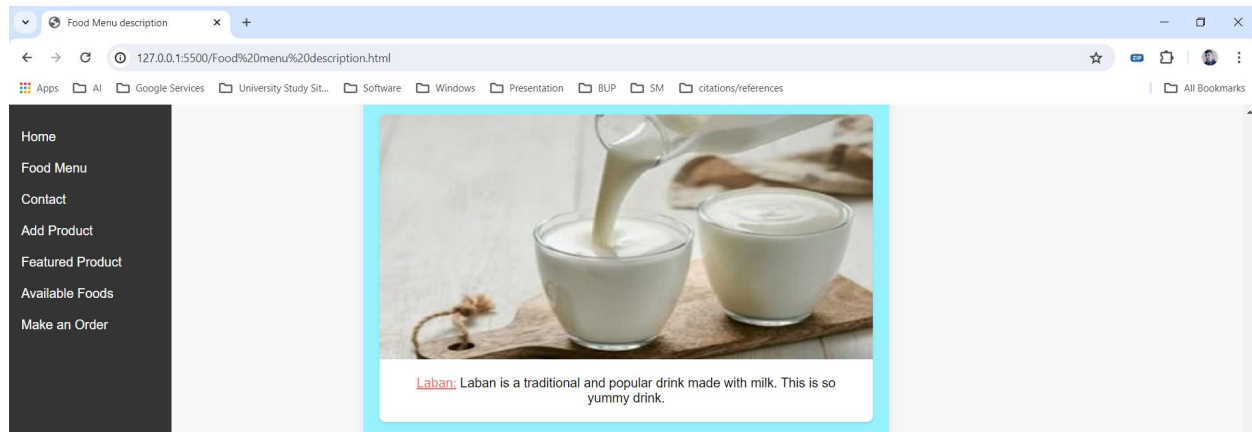 Food Menu description
127.0.0.1:5500/Food%20menu%20description.html
ZIP
Apps AI Google Services University Study Sit... Software Windows Presentation BUP SM citations/references All Bookmarks
Home
Food Menu
Contact
Add Product
Featured Product
Available Foods
Make an Order
Laban: Laban is a traditional and popular drink made with milk. This is so
yummy drink.